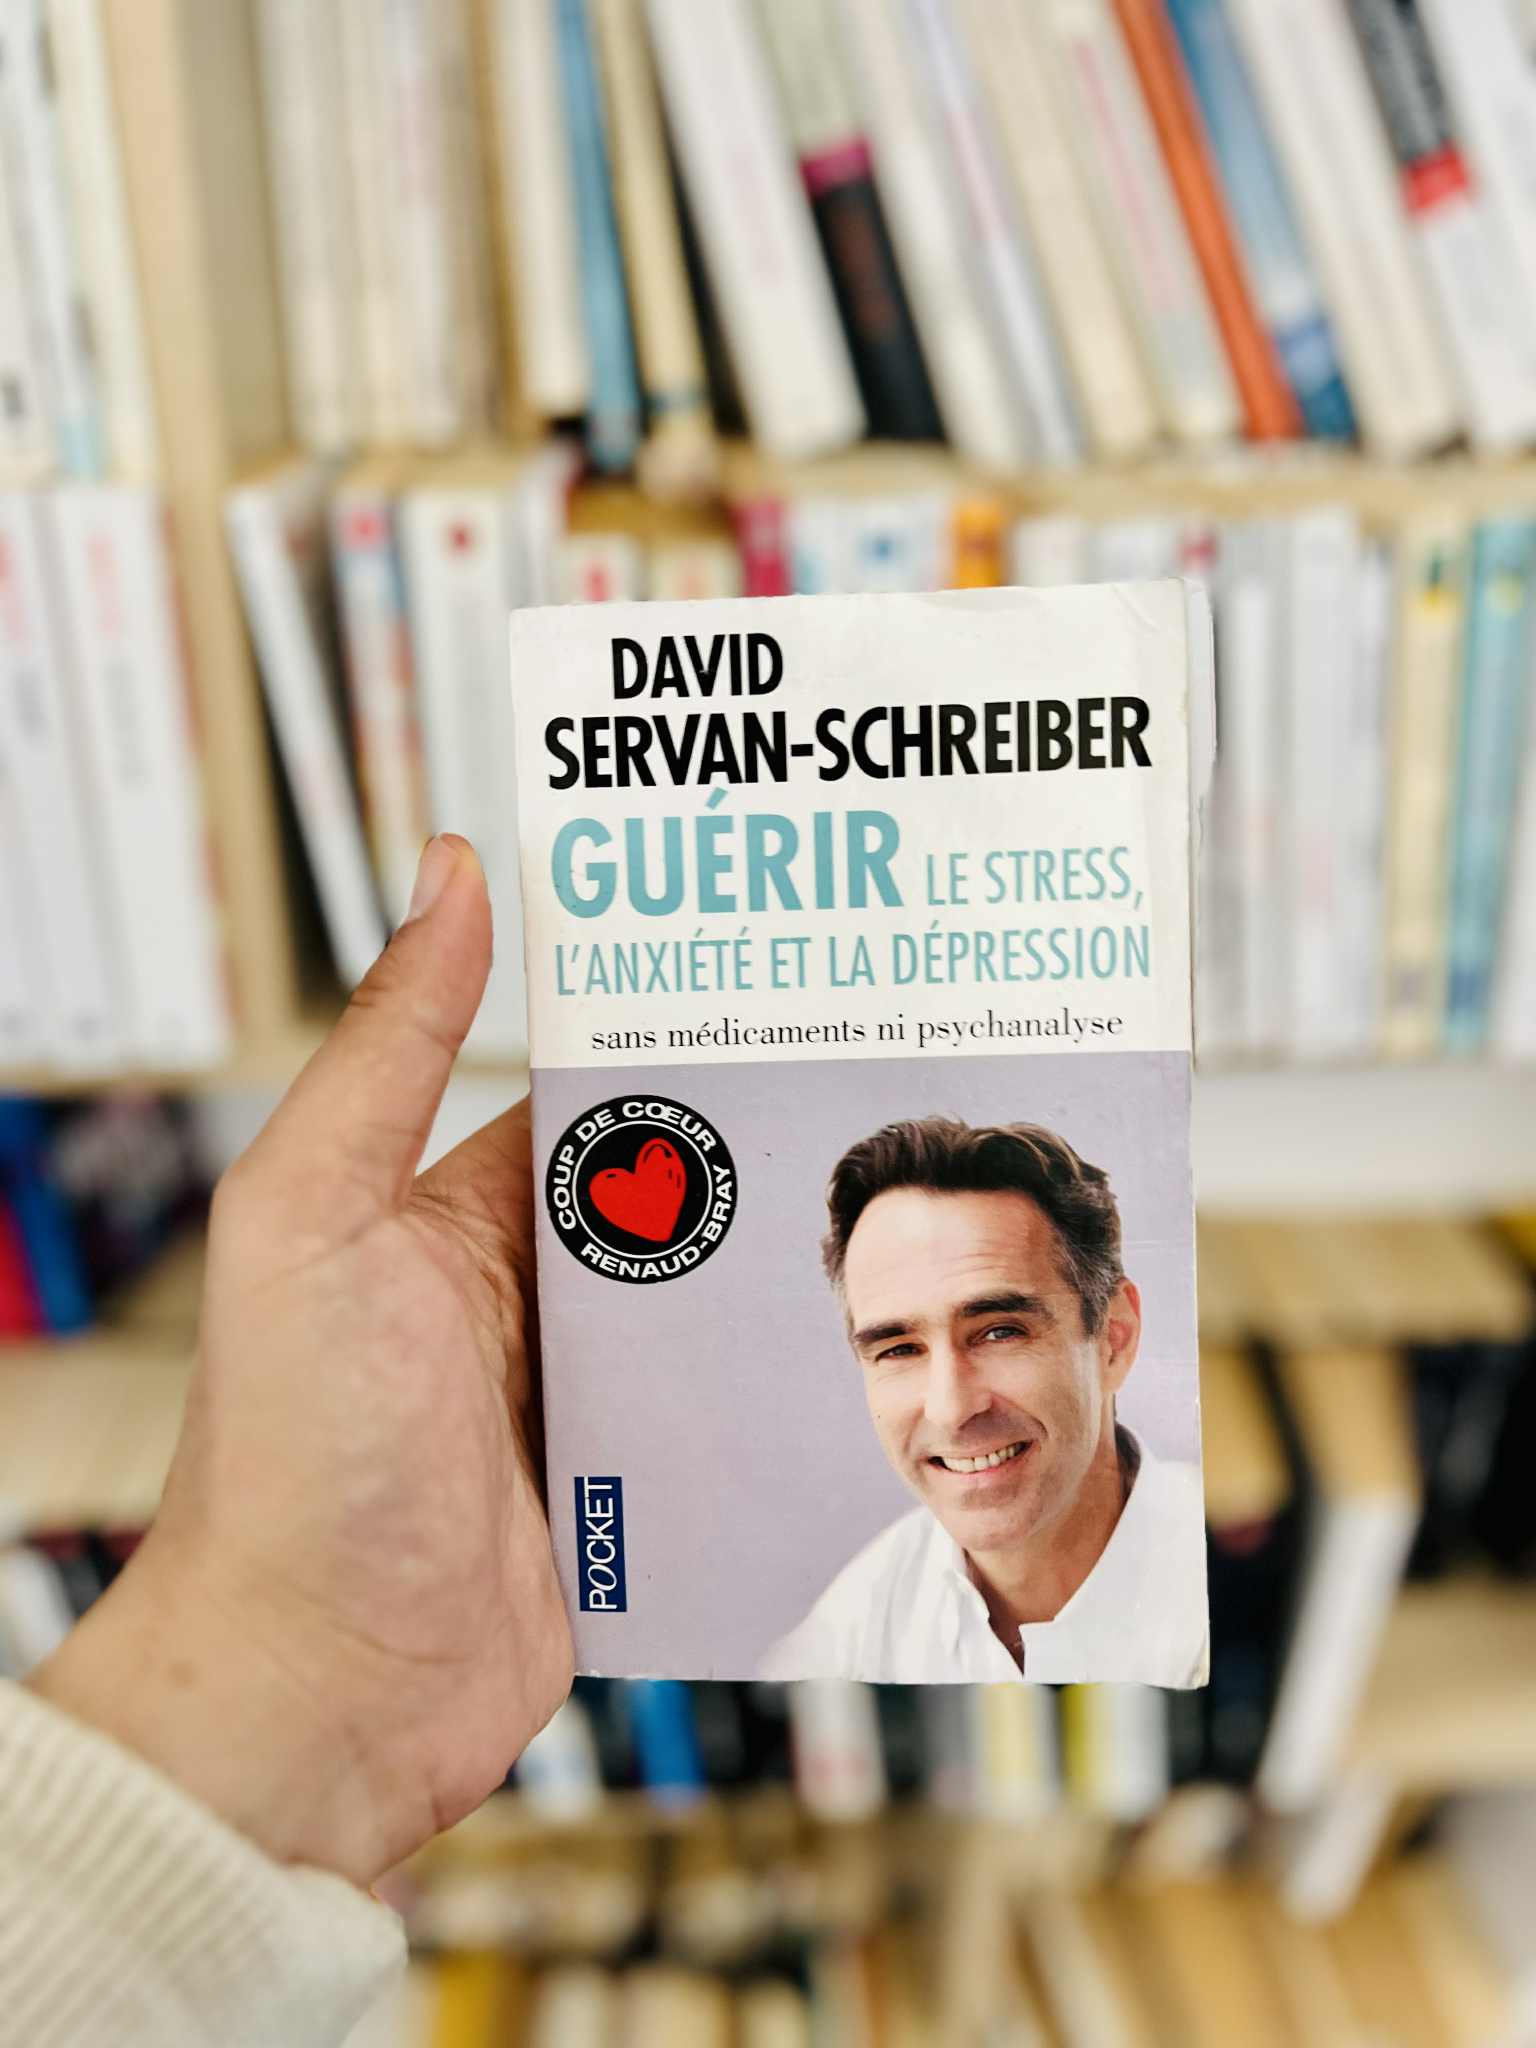 DAVID
SERVAN-SCHREIBER
GUÉRIR LE STRESS,
L'ANXIÉTÉ ET LA DÉPRESSION
sans médicaments ni psychanalyse
COUP DE CŒUR
RENAUD-BRAY
POCKET